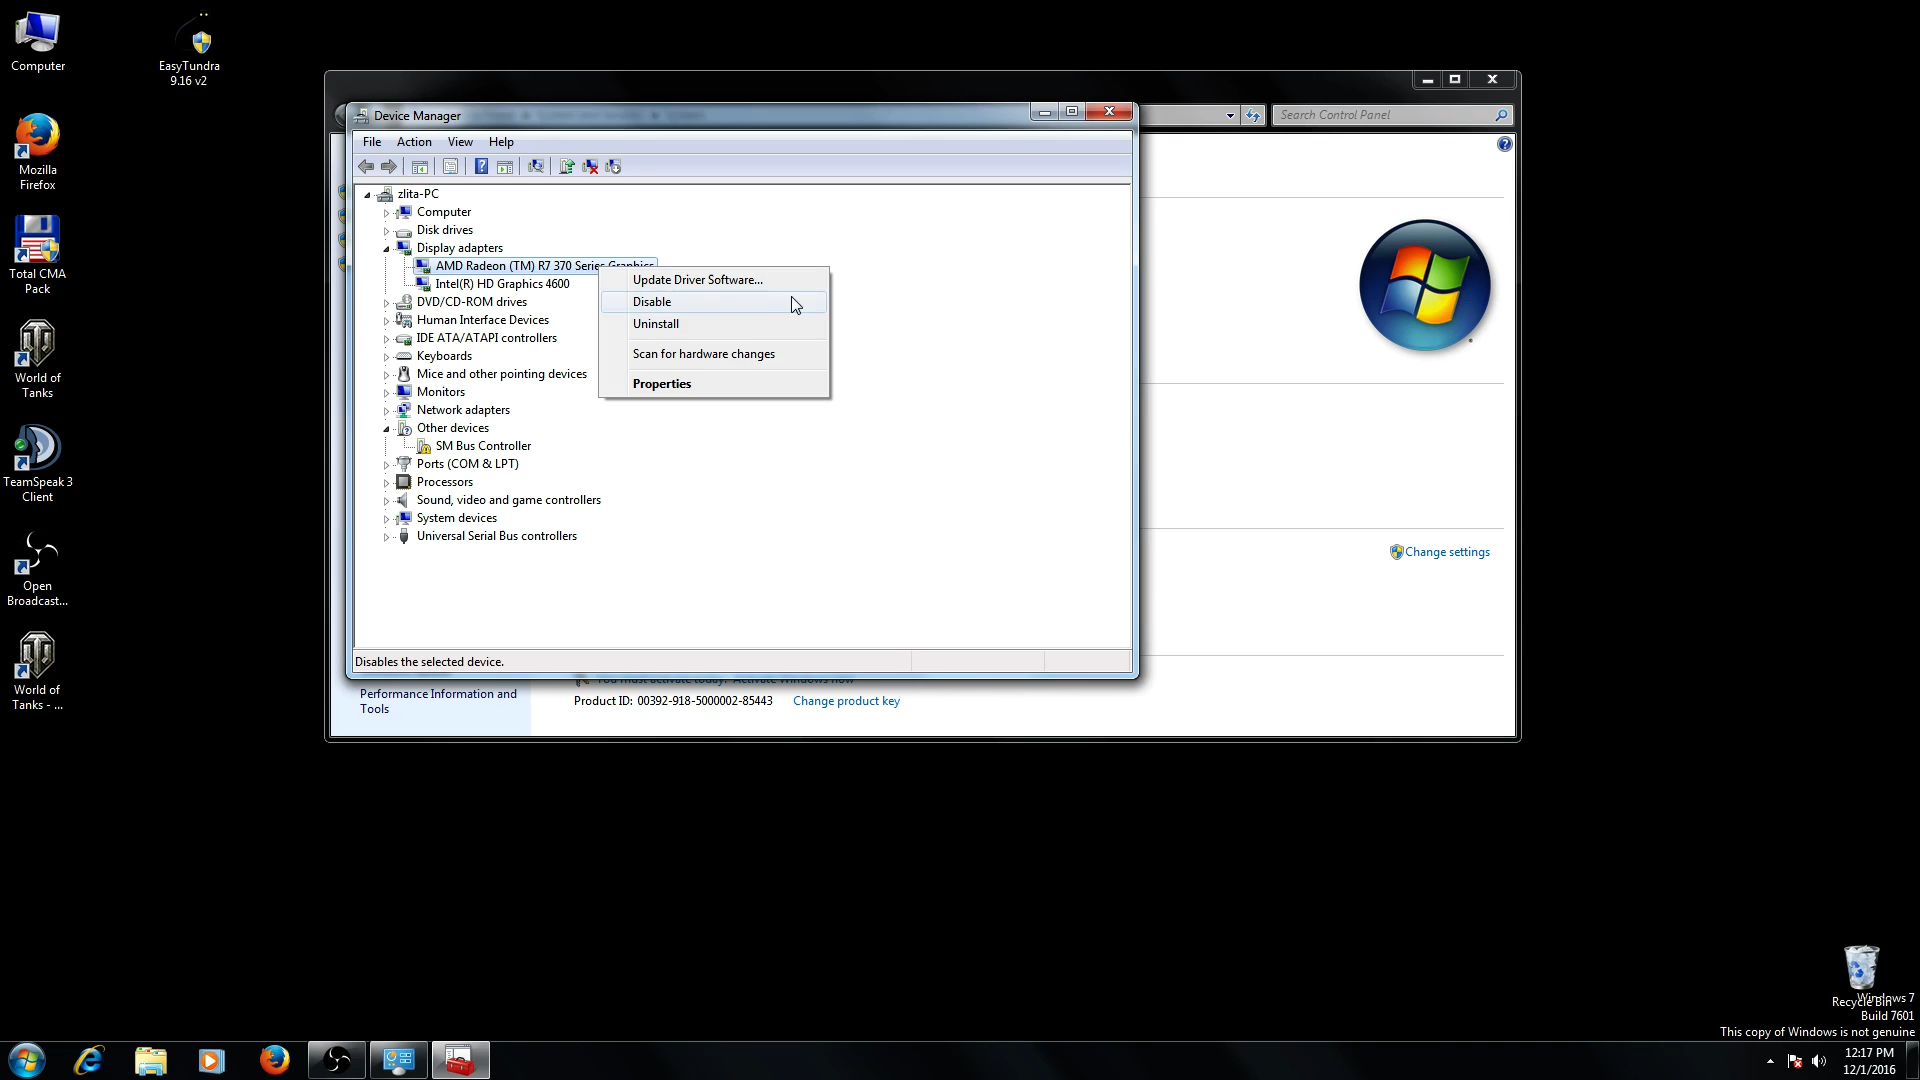 Computer
EasyTundra
9.16 v2
Mozilla
Firefox
Total CMA
Pack
World of
Tanks
TeamSpeak 3
Client
Open
Broadcast...
World of
Tanks - ...
Search Control Panel
Device Manager
File Action View Help
zlita-PC
Computer
Disk drives
Display adapters
AMD Radeon (TM) R7 370 Series Graphics
Intel(R) HD Graphics 4600
DVD/CD-ROM drives
Human Interface Devices
IDE ATA/ATAPI controllers
Keyboards
Mice and other pointing devices
Monitors
Network adapters
Other devices
SM Bus Controller
Ports (COM & LPT)
Processors
Sound, video and game controllers
System devices
Universal Serial Bus controllers
Update Driver Software...
Disable
Uninstall
Scan for hardware changes
Properties
Disables the selected device.
Change settings
You must activate today. Activate Windows now
Performance Information and
Tools
Product ID: 00392-918-5000002-85443 Change product key
Recycle Bin
Windows 7
Build 7601
This copy of Windows is not genuine
12:17 PM
12/1/2016